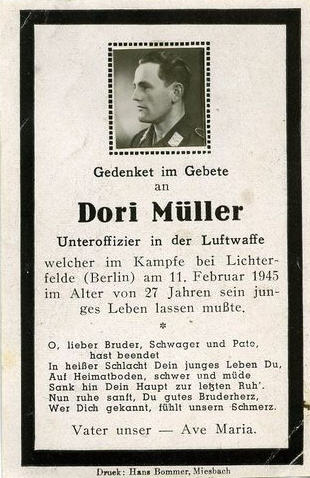 Gedenket im Gebete
an
Dori Müller
Unteroffizier in der Luftwaffe
welcher im Kampfe bei Lichter-
felde (Berlin) am 11. Februar 1945
im Alter von 27 Jahren sein jun-
ges Leben lassen mußte.
*
O, lieber Bruder, Schwager und Pate,
hast beendet
In heißer Schlacht Dein junges Leben Du,
Auf Heimatboden, schwer und müde
Sank hin Dein Haupt zur letzten Ruh'.
Nun ruhe sanft, Du gutes Bruderherz,
Wer Dich gekannt, fühlt unsern Schmerz.
Vater unser — Ave Maria.
Druck: Hans Bommer, Miesbach